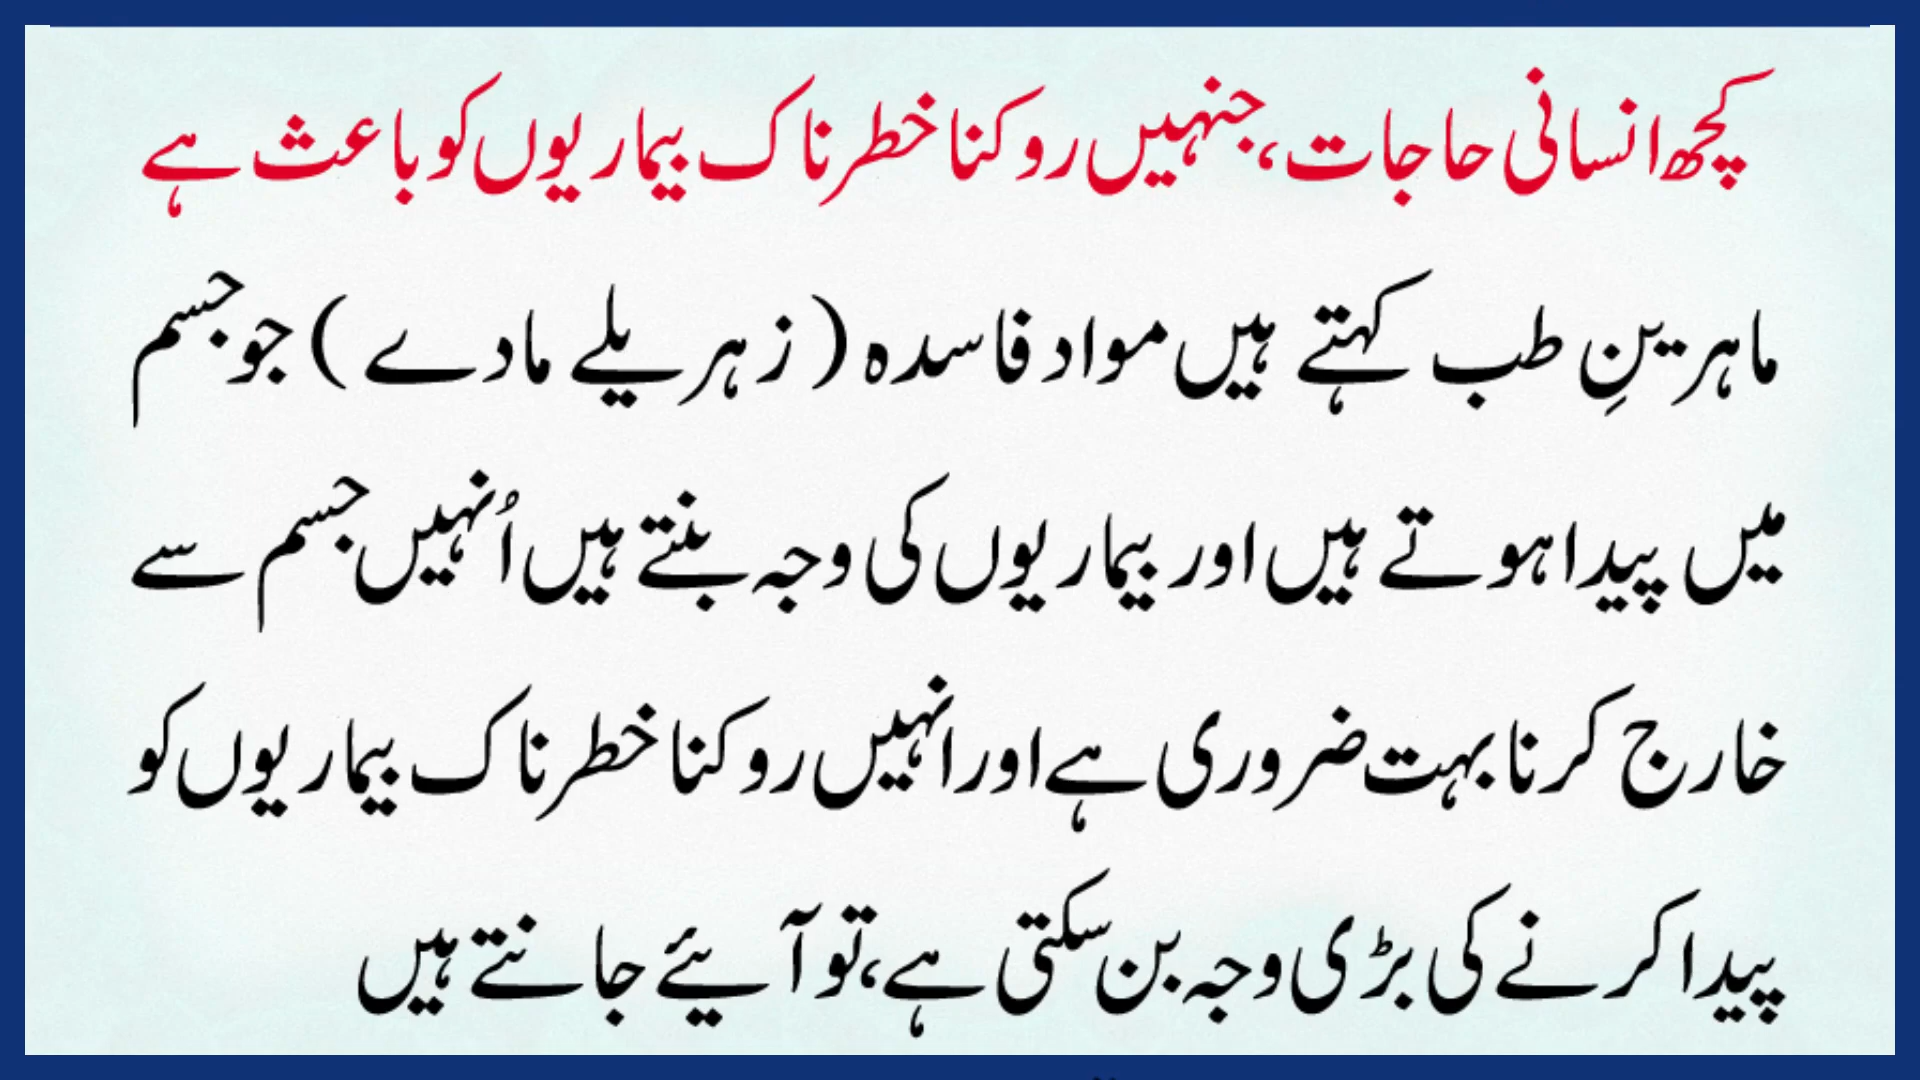 کچھ انسانی حاجات، جنہیں روکنا خطرناک بیماریوں کو باعث ہے
ماہرینِ طب کہتے ہیں مواد فاسدہ (زہریلے مادے) جو جسم
میں پیدا ہوتے ہیں اور بیماریوں کی وجہ بنتے ہیں اُنہیں جسم سے
خارج کرنا بہت ضروری ہے اور انہیں روکنا خطرناک بیماریوں کو
پیدا کرنے کی بڑی وجہ بن سکتی ہے، تو آیئے جانتے ہیں